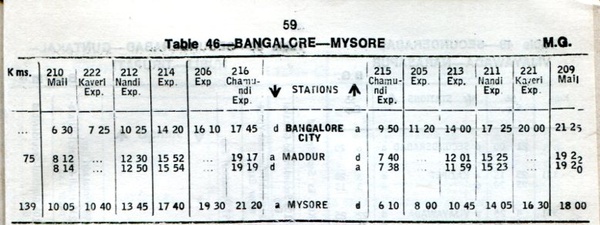 59
Table 46—BANGALORE—MYSORE M.G.
K ms. 210 222 212 214 206 216 215 205 213 211 221 209
Mail Kaveri Nandi Exp. Exp Chamu- ↓ STATIONS ↑ Chamu- Exp. Exp. Nandi Kaveri Mail
Exp. Exp. ndi ndi Exp. Exp
Exp. Exp.
... 6 30 7 25 10 25 14 20 16 10 17 45 d BANGALORE a 9 50 11 20 14 00 17 25 20 00 21 25
CITY
75 8 12 ... 12 30 15 52 ... 19 17 a MADDUR d 7 40 ... 12 01 15 25 ... 19 22
8 14 12 50 15 54 19 19 d a 7 38 11 59 15 23 19 20
139 10 05 10 40 13 45 17 40 19 30 21 20 a MYSORE d 6 10 8 00 10 45 14 05 16 30 18 00